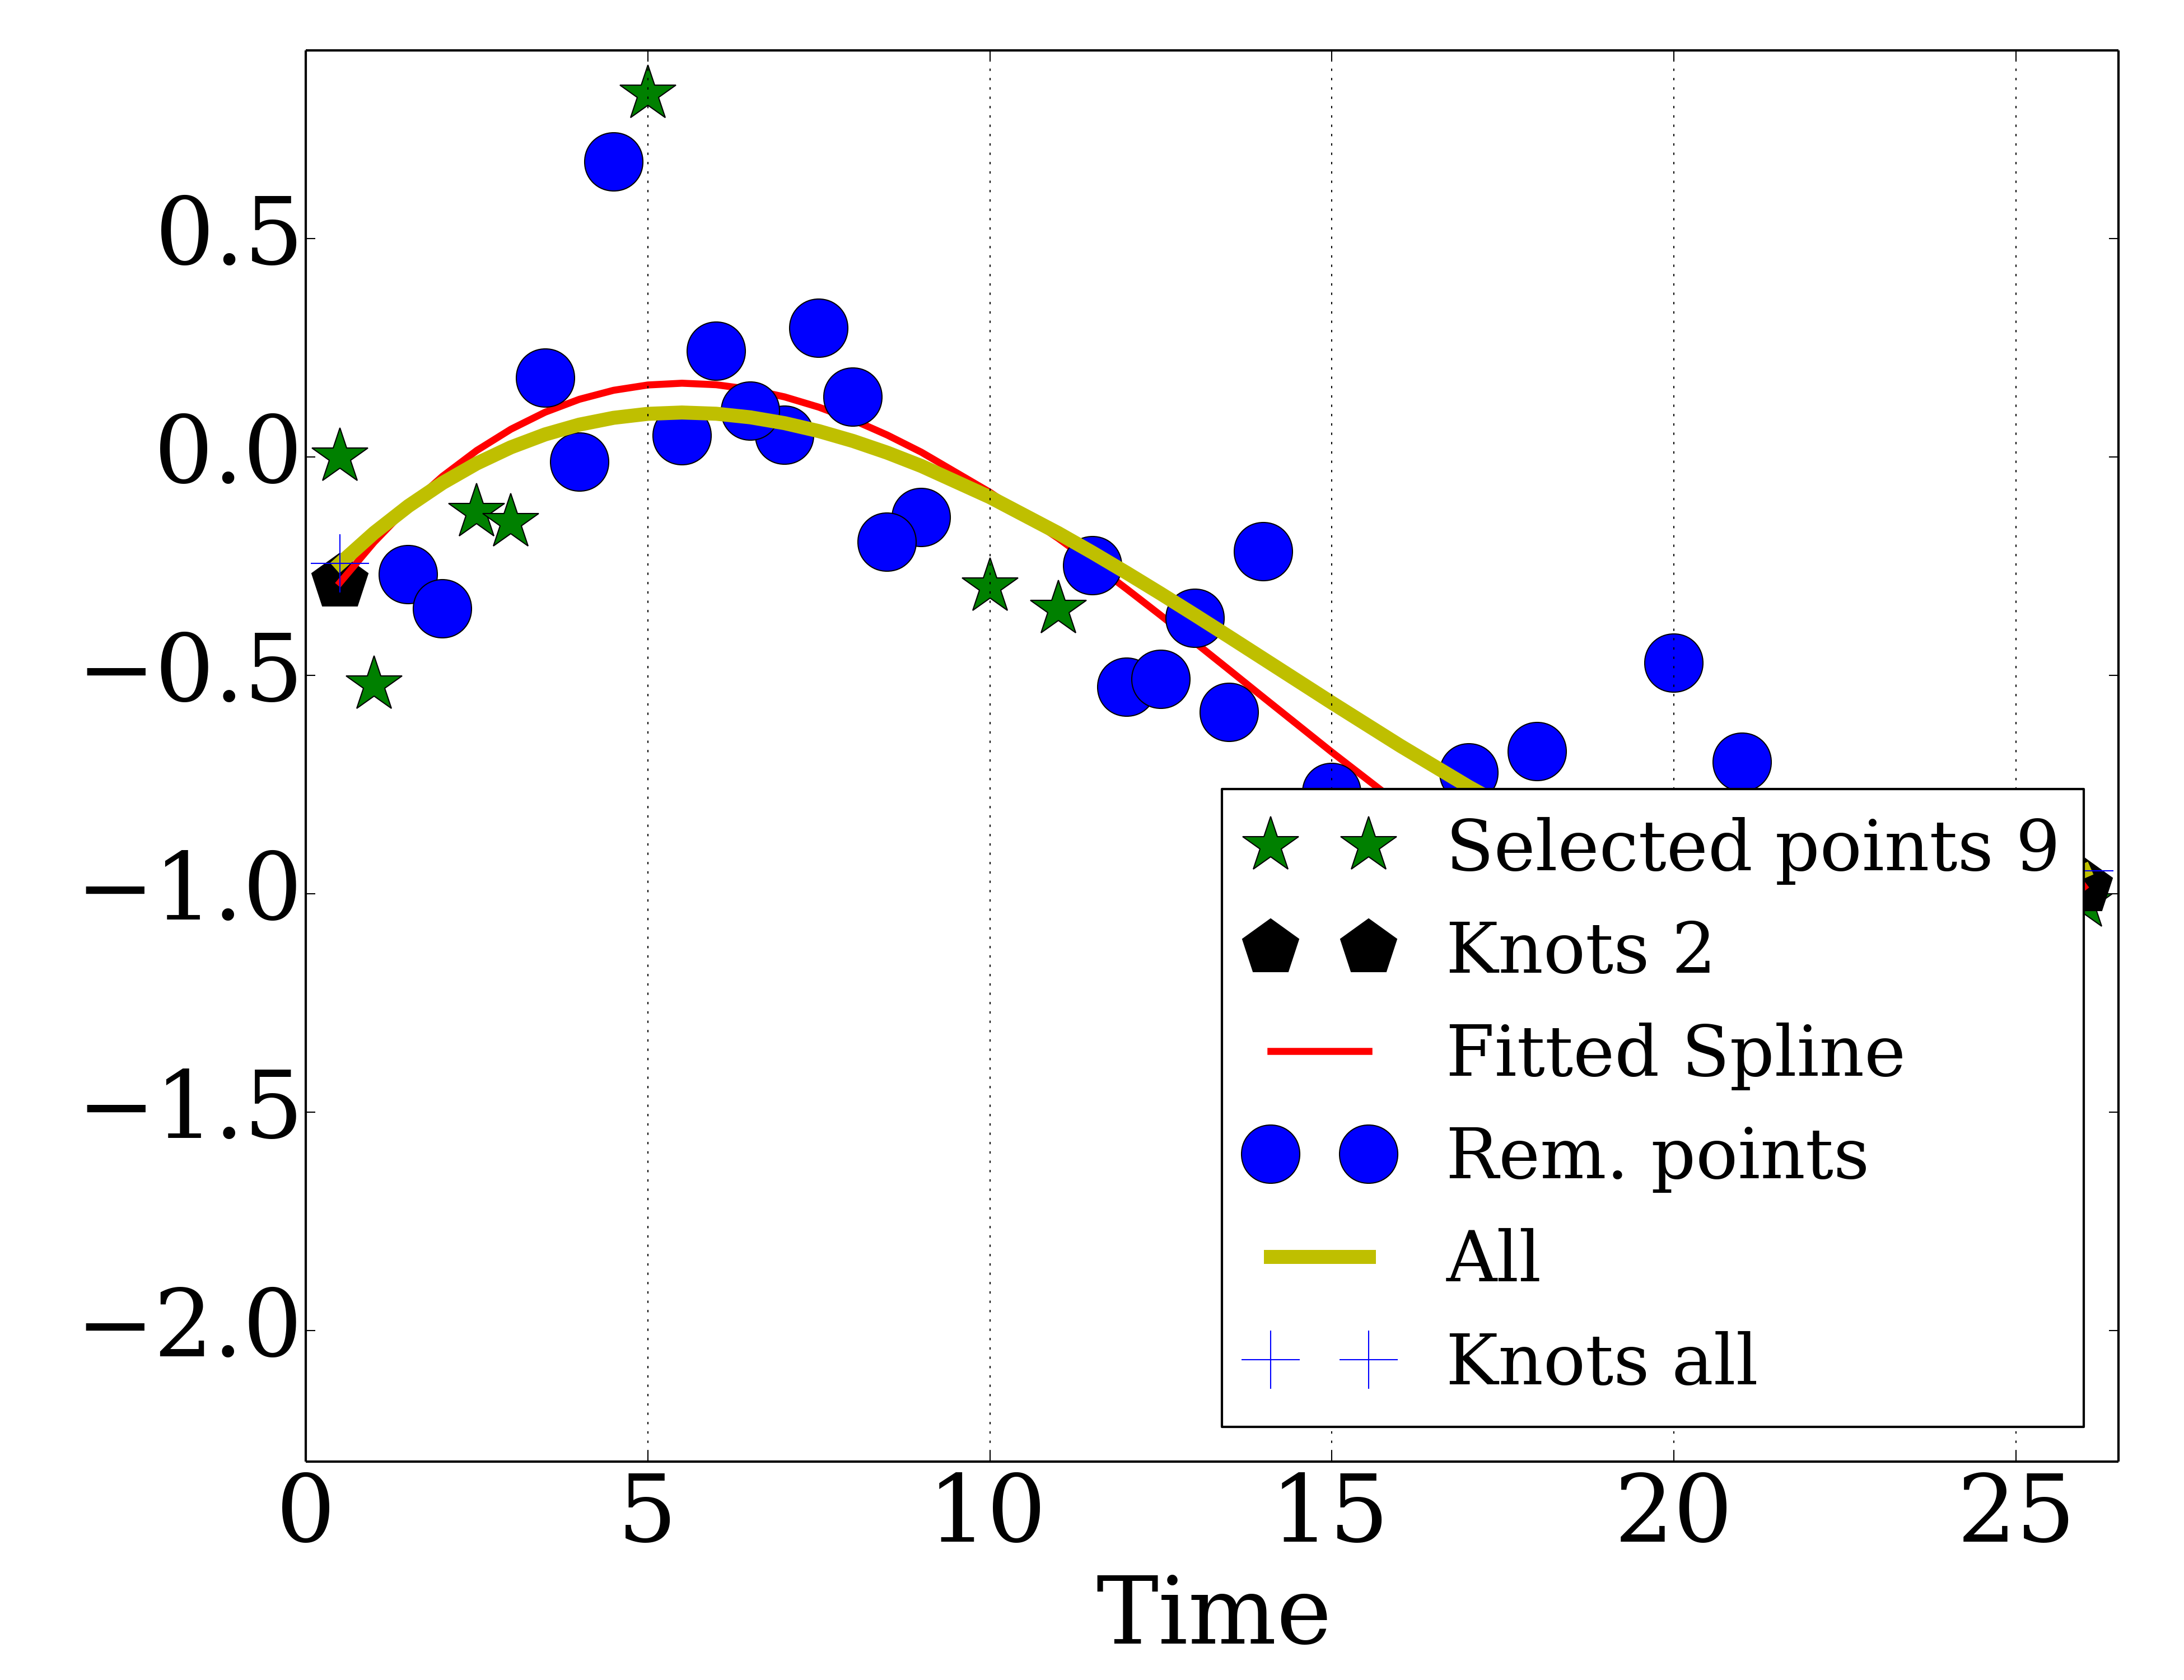 0.5
0.0
−0.5
−1.0
−1.5
−2.0
Selected points 9
Knots 2
Fitted Spline
Rem. points
All
Knots all
0 5 10 15 20 25
Time